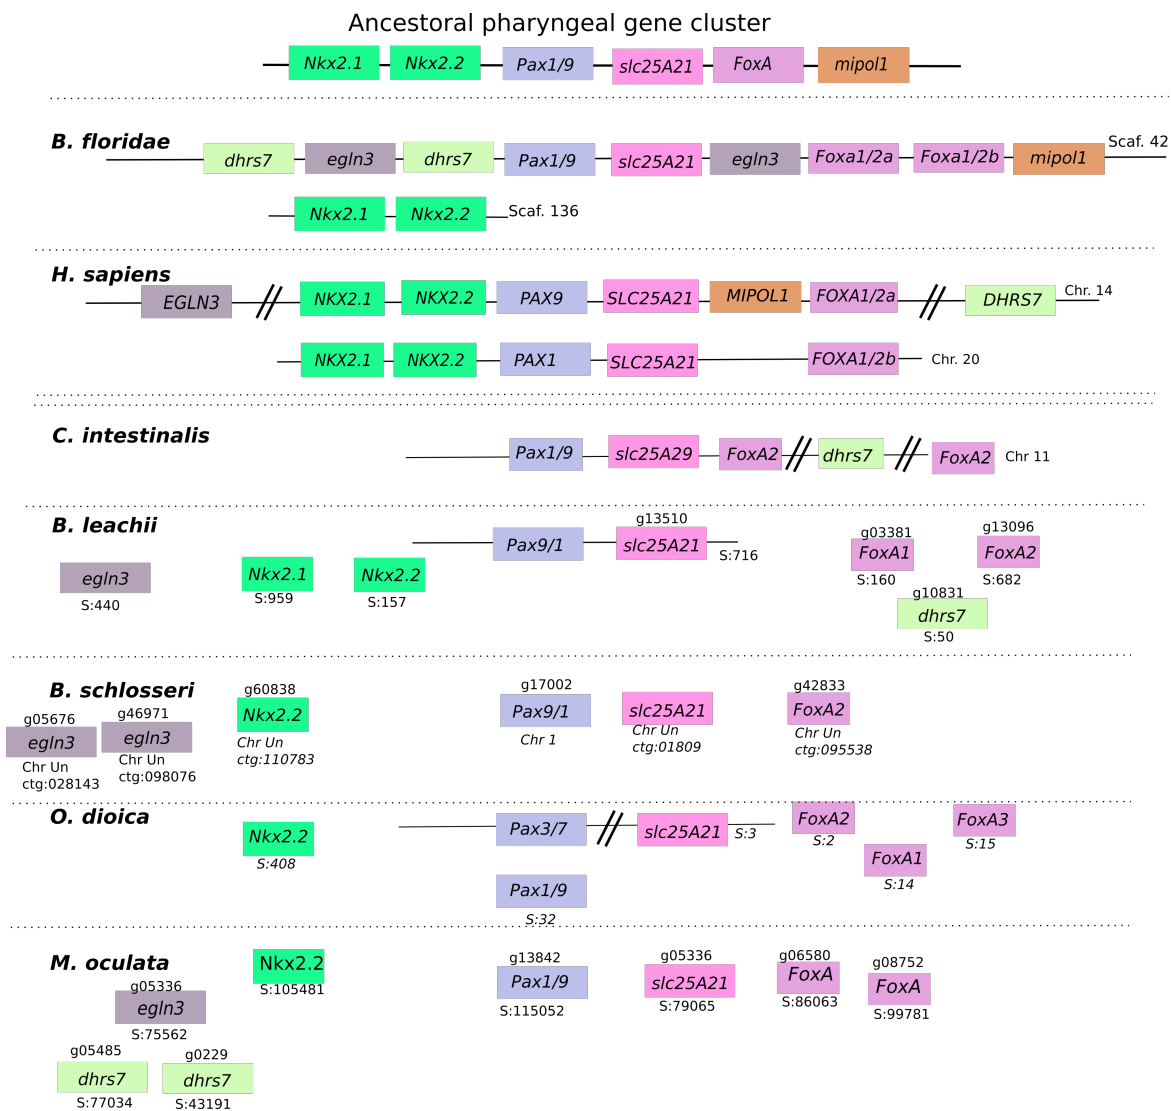 Ancestoral pharyngeal gene cluster
Nkx2.1 Nkx2.2 Pax1/9 slc25A21 FoxA mipol1
B. floridae
dhrs7 egln3 dhrs7 Pax1/9 slc25A21 egln3 Foxa1/2a Foxa1/2b mipol1 Scaf. 42
Nkx2.1 Nkx2.2 Scaf. 136
H. sapiens
EGLN3 NKX2.1 NKX2.2 PAX9 SLC25A21 MIPOL1 FOXA1/2a DHRS7 Chr. 14
NKX2.1 NKX2.2 PAX1 SLC25A21 FOXA1/2b Chr. 20
C. intestinalis
Pax1/9 slc25A29 FoxA2 dhrs7 FoxA2 Chr 11
B. leachii
g13510 g03381 g13096
Pax9/1 slc25A21 S:716 FoxA1 FoxA2
egln3 Nkx2.1 Nkx2.2 S:160 S:682
S:440 S:959 S:157
g10831
dhrs7
S:50
B. schlosseri
g05676 g46971 g60838 g17002 g42833
egln3 egln3 Nkx2.2 Pax9/1 slc25A21 FoxA2
Chr Un Chr Un Chr Un Chr 1 Chr Un Chr Un
ctg:028143 ctg:098076 ctg:110783 ctg:01809 ctg:095538
O. dioica
Nkx2.2 Pax3/7 slc25A21 S:3 FoxA2 FoxA3
S:408 S:2 S:15
FoxA1
S:14
Pax1/9
S:32
M. oculata
Nkx2.2 g13842 g05336 g06580 g08752
S:105481 Pax1/9 slc25A21 FoxA FoxA
S:115052 S:79065 S:86063 S:99781
g05336
egln3
S:75562
g05485 g0229
dhrs7 dhrs7
S:77034 S:43191